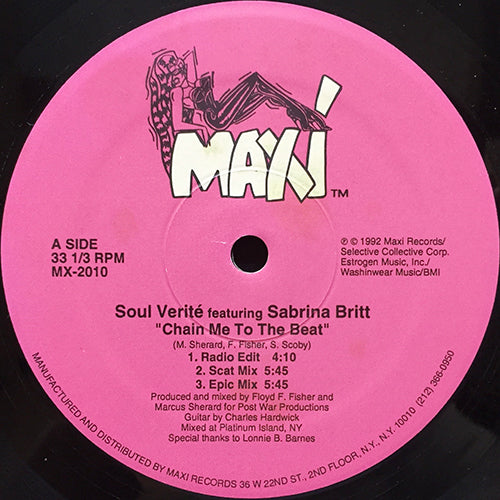 MAXI
TM
A SIDE
33 1/3 RPM
MX-2010
℗ © 1992 Maxi Records/
Selective Collective Corp.
Estrogen Music, Inc./
Washinwear Music/BMI
Soul Verité featuring Sabrina Britt
"Chain Me To The Beat"
(M. Sherard, F. Fisher, S. Scoby)
1. Radio Edit 4:10
2. Scat Mix 5:45
3. Epic Mix 5:45
Produced and mixed by Floyd F. Fisher and
Marcus Sherard for Post War Productions
Guitar by Charles Hardwick
Mixed at Platinum Island, NY
Special thanks to Lonnie B. Barnes
MANUFACTURED AND DISTRIBUTED BY MAXI RECORDS 36 W 22ND ST., 2ND FLOOR, N.Y., N.Y. 10010 (212) 366-0950